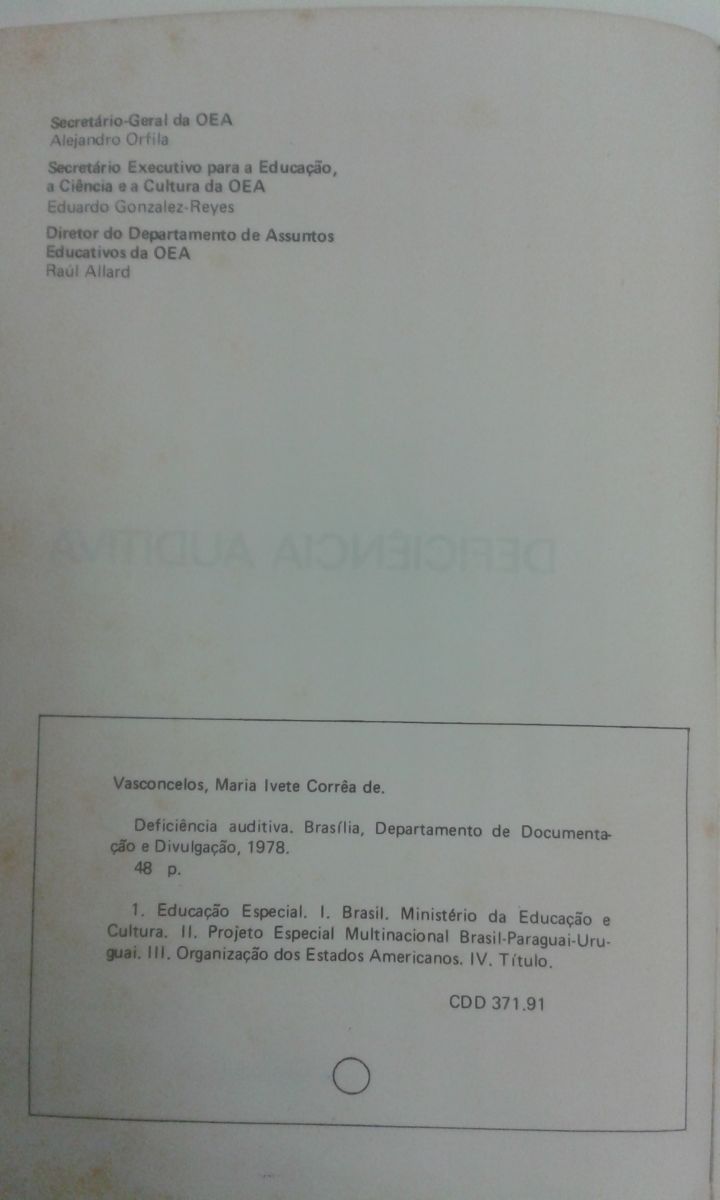 Secretário-Geral da OEA
Alejandro Orfila
Secretário Executivo para a Educação,
a Ciência e a Cultura da OEA
Eduardo Gonzalez-Reyes
Diretor do Departamento de Assuntos
Educativos da OEA
Raúl Allard
DEFICIÊNCIA AUDITIVA
Vasconcelos, Maria Ivete Corrêa de.
Deficiência auditiva. Brasília, Departamento de Documenta-
ção e Divulgação, 1978.
48 p.
1. Educação Especial. I. Brasil. Ministério da Educação e
Cultura. II. Projeto Especial Multinacional Brasil-Paraguai-Uru-
guai. III. Organização dos Estados Americanos. IV. Título.
CDD 371.91